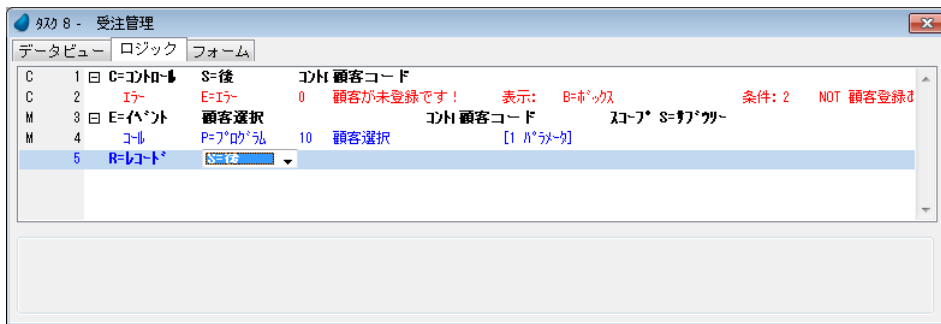 ﾀｽｸ 8 - 受注管理
データビュー ロジック フォーム
C 1 C=ｺﾝﾄﾛｰﾙ S=後 ｺﾝﾄﾛ 顧客コード
C 2 ｴﾗｰ E=ｴﾗｰ 0 顧客が未登録です！ 表示: B=ﾎﾞｯｸｽ 条件: 2 NOT 顧客登録
M 3 E=ｲﾍﾞﾝﾄ 顧客選択 ｺﾝﾄﾛ 顧客コード ｽｺｰﾌﾟ S=ｻﾌﾞﾂﾘｰ
M 4 ｺｰﾙ P=ﾌﾟﾛｸﾞﾗﾑ 10 顧客選択 [1 ﾊﾟﾗﾒｰﾀ]
5 R=ﾚｺｰﾄﾞ S=後